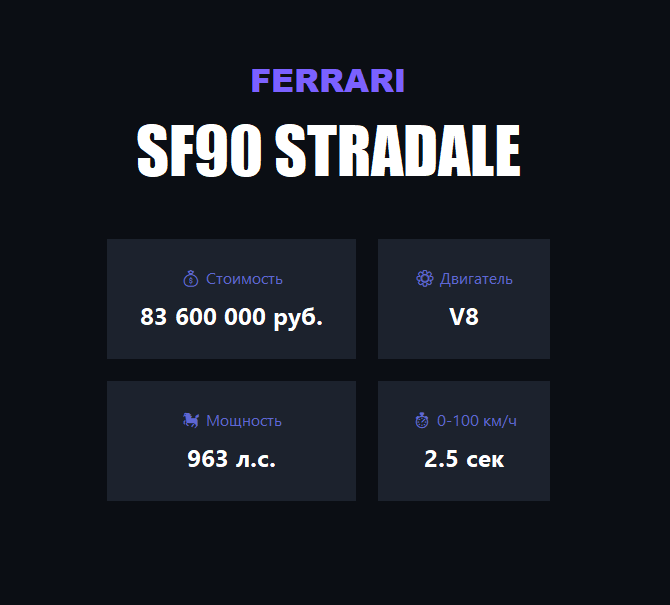 FERRARI
SF90 STRADALE
Стоимость
83 600 000 руб.
Двигатель
V8
Мощность
963 л.с.
0-100 км/ч
2.5 сек